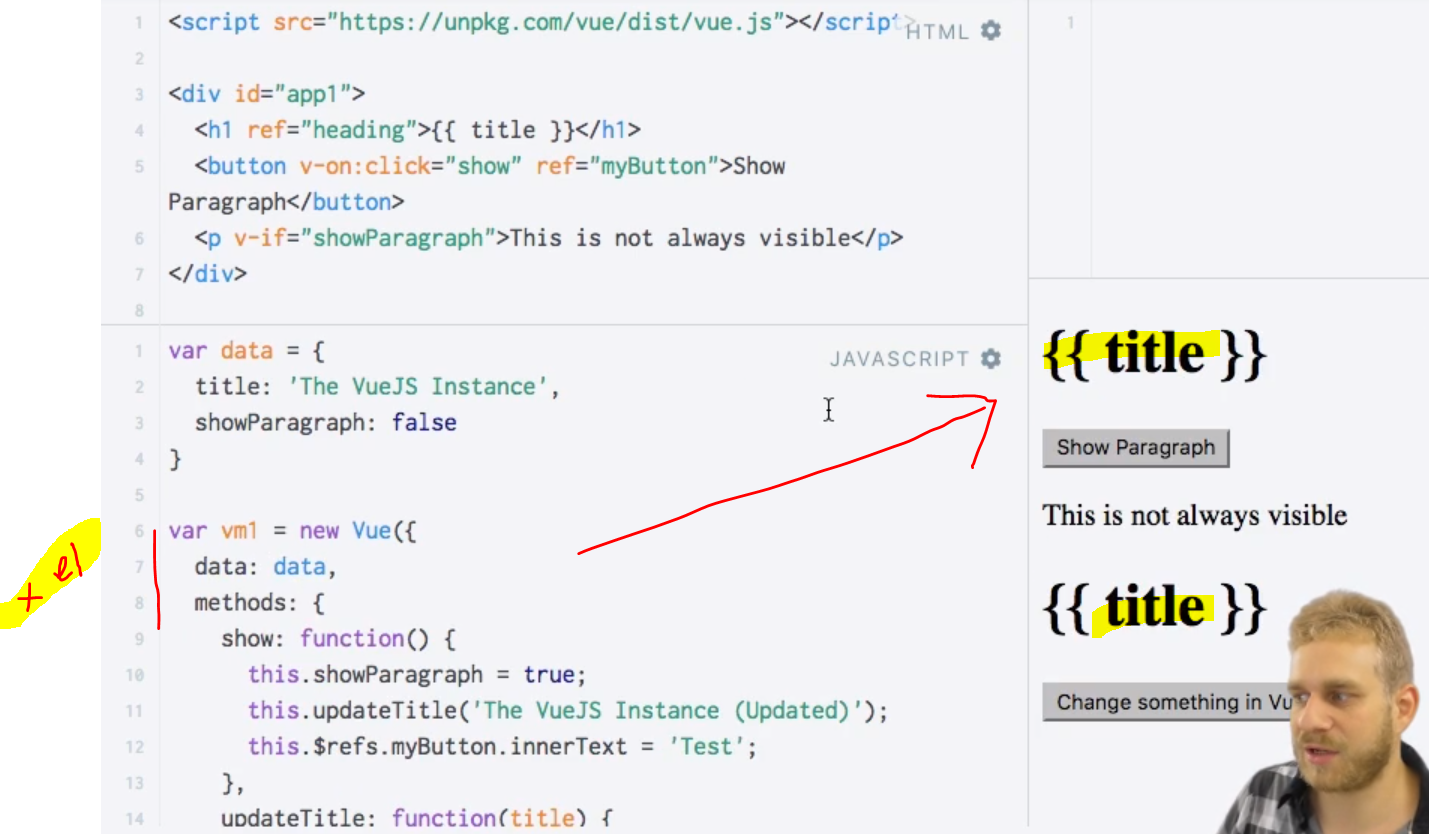 1 <script src="https://unpkg.com/vue/dist/vue.js"></script>
HTML
2
3 <div id="app1">
4 <h1 ref="heading">{{ title }}</h1>
5 <button v-on:click="show" ref="myButton">Show
Paragraph</button>
6 <p v-if="showParagraph">This is not always visible</p>
7 </div>
8
JAVASCRIPT
1 var data = {
2 title: 'The VueJS Instance',
3 showParagraph: false
4 }
5
6 var vm1 = new Vue({
7 data: data,
8 methods: {
9 show: function() {
10 this.showParagraph = true;
11 this.updateTitle('The VueJS Instance (Updated)');
12 this.$refs.myButton.innerText = 'Test';
13 },
14 updateTitle: function(title) {
x el
1
{{ title }}
Show Paragraph
This is not always visible
{{ title }}
Change something in Vu